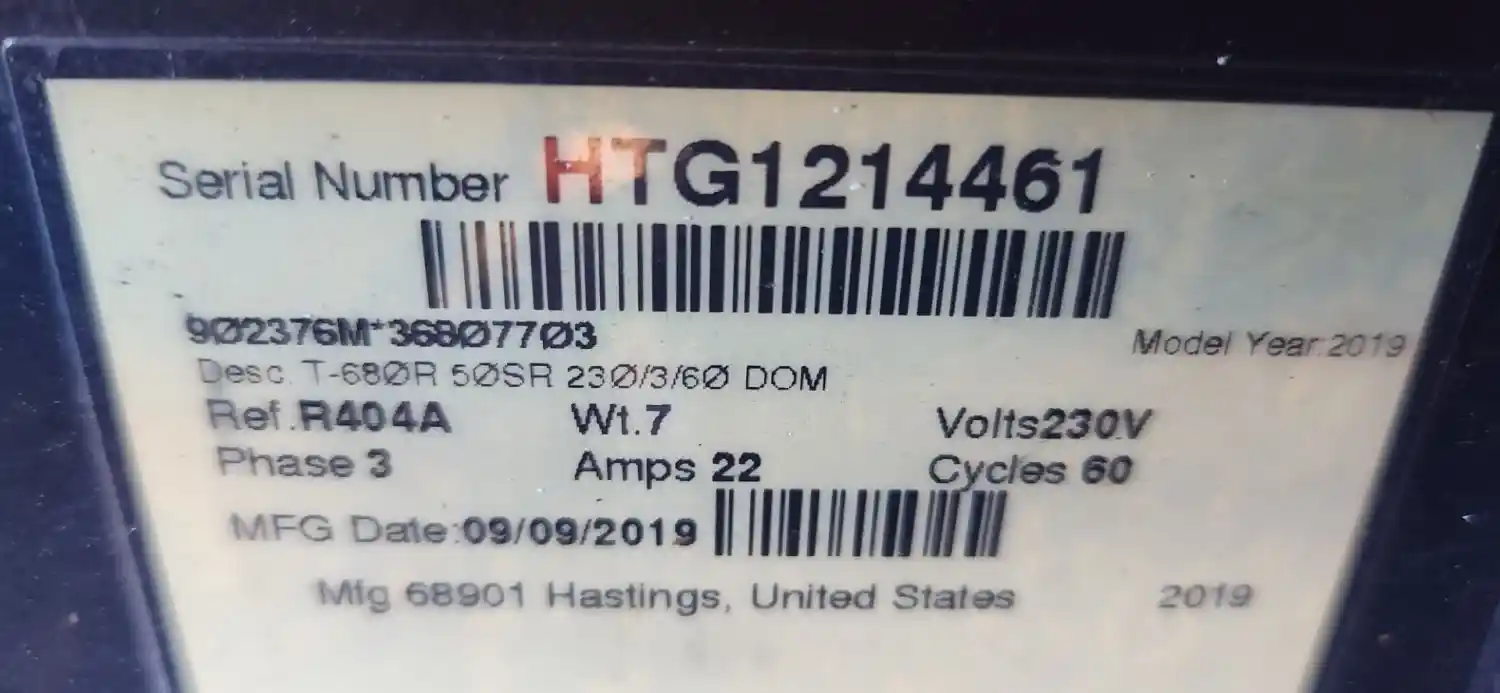 Serial Number HTG1214461
9Ø2376M*368Ø77Ø3
Model Year:2019
Desc. T-68ØR 5ØSR 23Ø/3/6Ø DOM
Ref.R404A Wt.7 Volts230V
Phase 3 Amps 22 Cycles 60
MFG Date:09/09/2019
Mfg 68901 Hastings, United States 2019